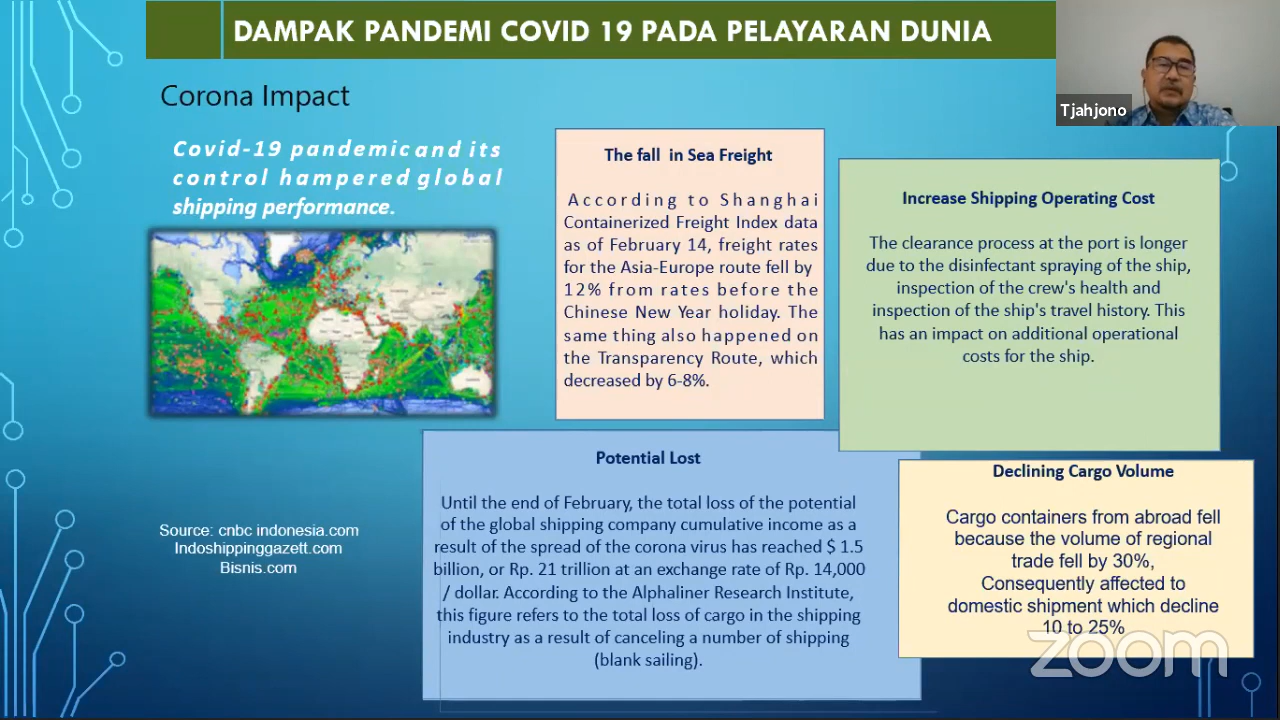 DAMPAK PANDEMI COVID 19 PADA PELAYARAN DUNIA
Tjahjono
Corona Impact
Covid-19 pandemic and its
control hampered global
shipping performance.
The fall in Sea Freight
According to Shanghai
Containerized Freight Index data
as of February 14, freight rates
for the Asia-Europe route fell by
12% from rates before the
Chinese New Year holiday. The
same thing also happened on
the Transparency Route, which
decreased by 6-8%.
Increase Shipping Operating Cost
The clearance process at the port is longer
due to the disinfectant spraying of the ship,
inspection of the crew's health and
inspection of the ship's travel history. This
has an impact on additional operational
costs for the ship.
Potential Lost
Until the end of February, the total loss of the potential
of the global shipping company cumulative income as a
result of the spread of the corona virus has reached $ 1.5
billion, or Rp. 21 trillion at an exchange rate of Rp. 14,000
/ dollar. According to the Alphaliner Research Institute,
this figure refers to the total loss of cargo in the shipping
industry as a result of canceling a number of shipping
(blank sailing).
Declining Cargo Volume
Cargo containers from abroad fell
because the volume of regional
trade fell by 30%,
Consequently affected to
domestic shipment which decline
10 to 25%
Source: cnbc indonesia.com
Indoshippinggazett.com
Bisnis.com
zoom